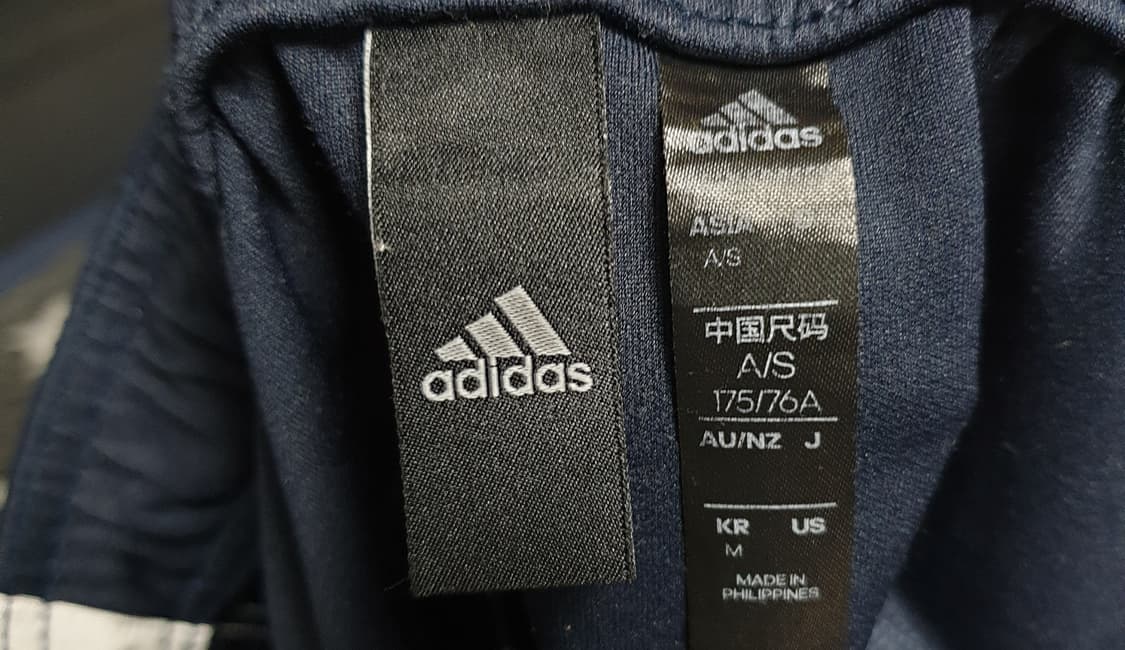 adidas
adidas
ASIA
A/S
中国尺码
A/S
175/76A
AU/NZ J
KR US
M
MADE IN
PHILIPPINES